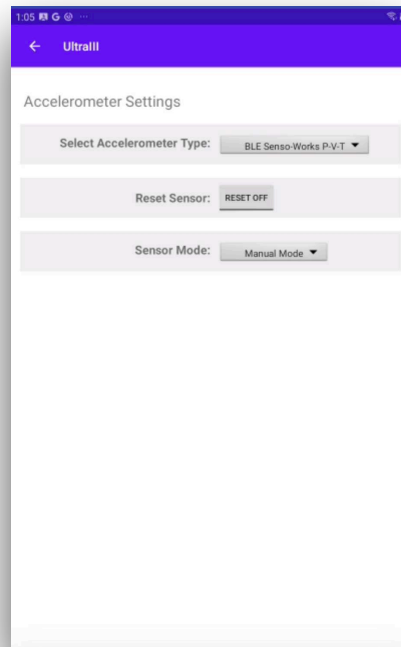 1:05 G
UltraIII
Accelerometer Settings
Select Accelerometer Type: BLE Senso-Works P-V-T
Reset Sensor: RESET OFF
Sensor Mode: Manual Mode